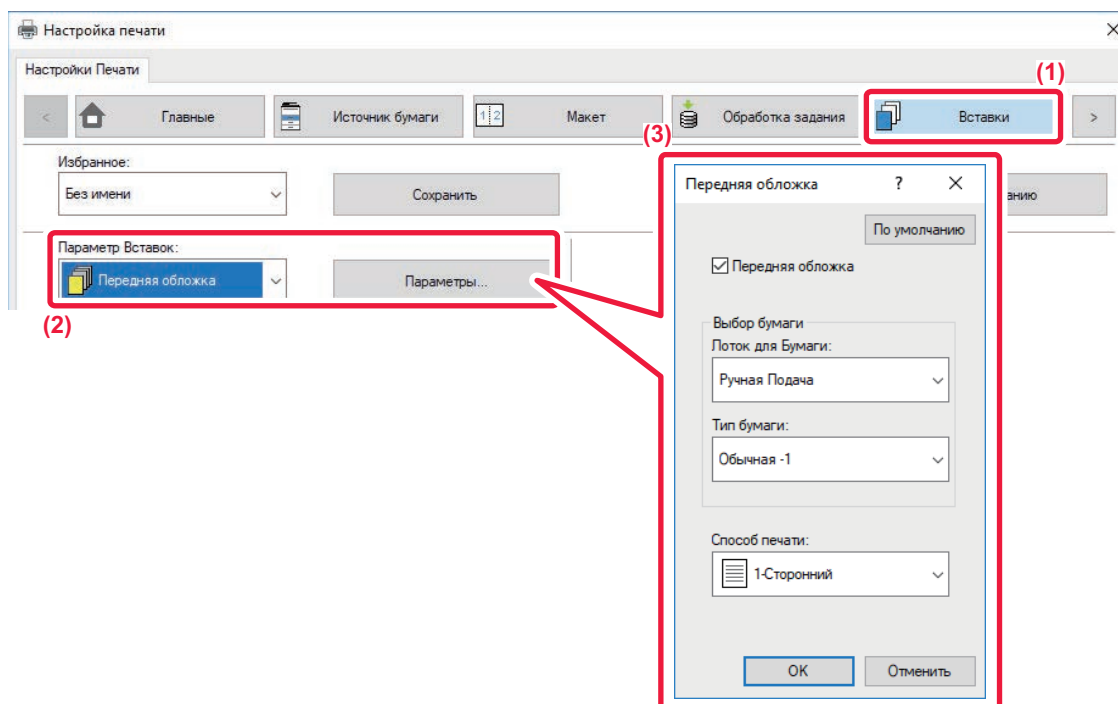 Настройка печати
Настройки Печати
(1)
< Главные Источник бумаги 1 2 Макет Обработка задания Вставки >
(3)
Избранное:
Без имени Сохранить
Параметр Вставок:
Передняя обложка Параметры...
(2)
Передняя обложка ? ×
По умолчанию
Передняя обложка
Выбор бумаги
Лоток для Бумаги:
Ручная Подача
Тип бумаги:
Обычная -1
Способ печати:
1-Сторонний
OK Отменить